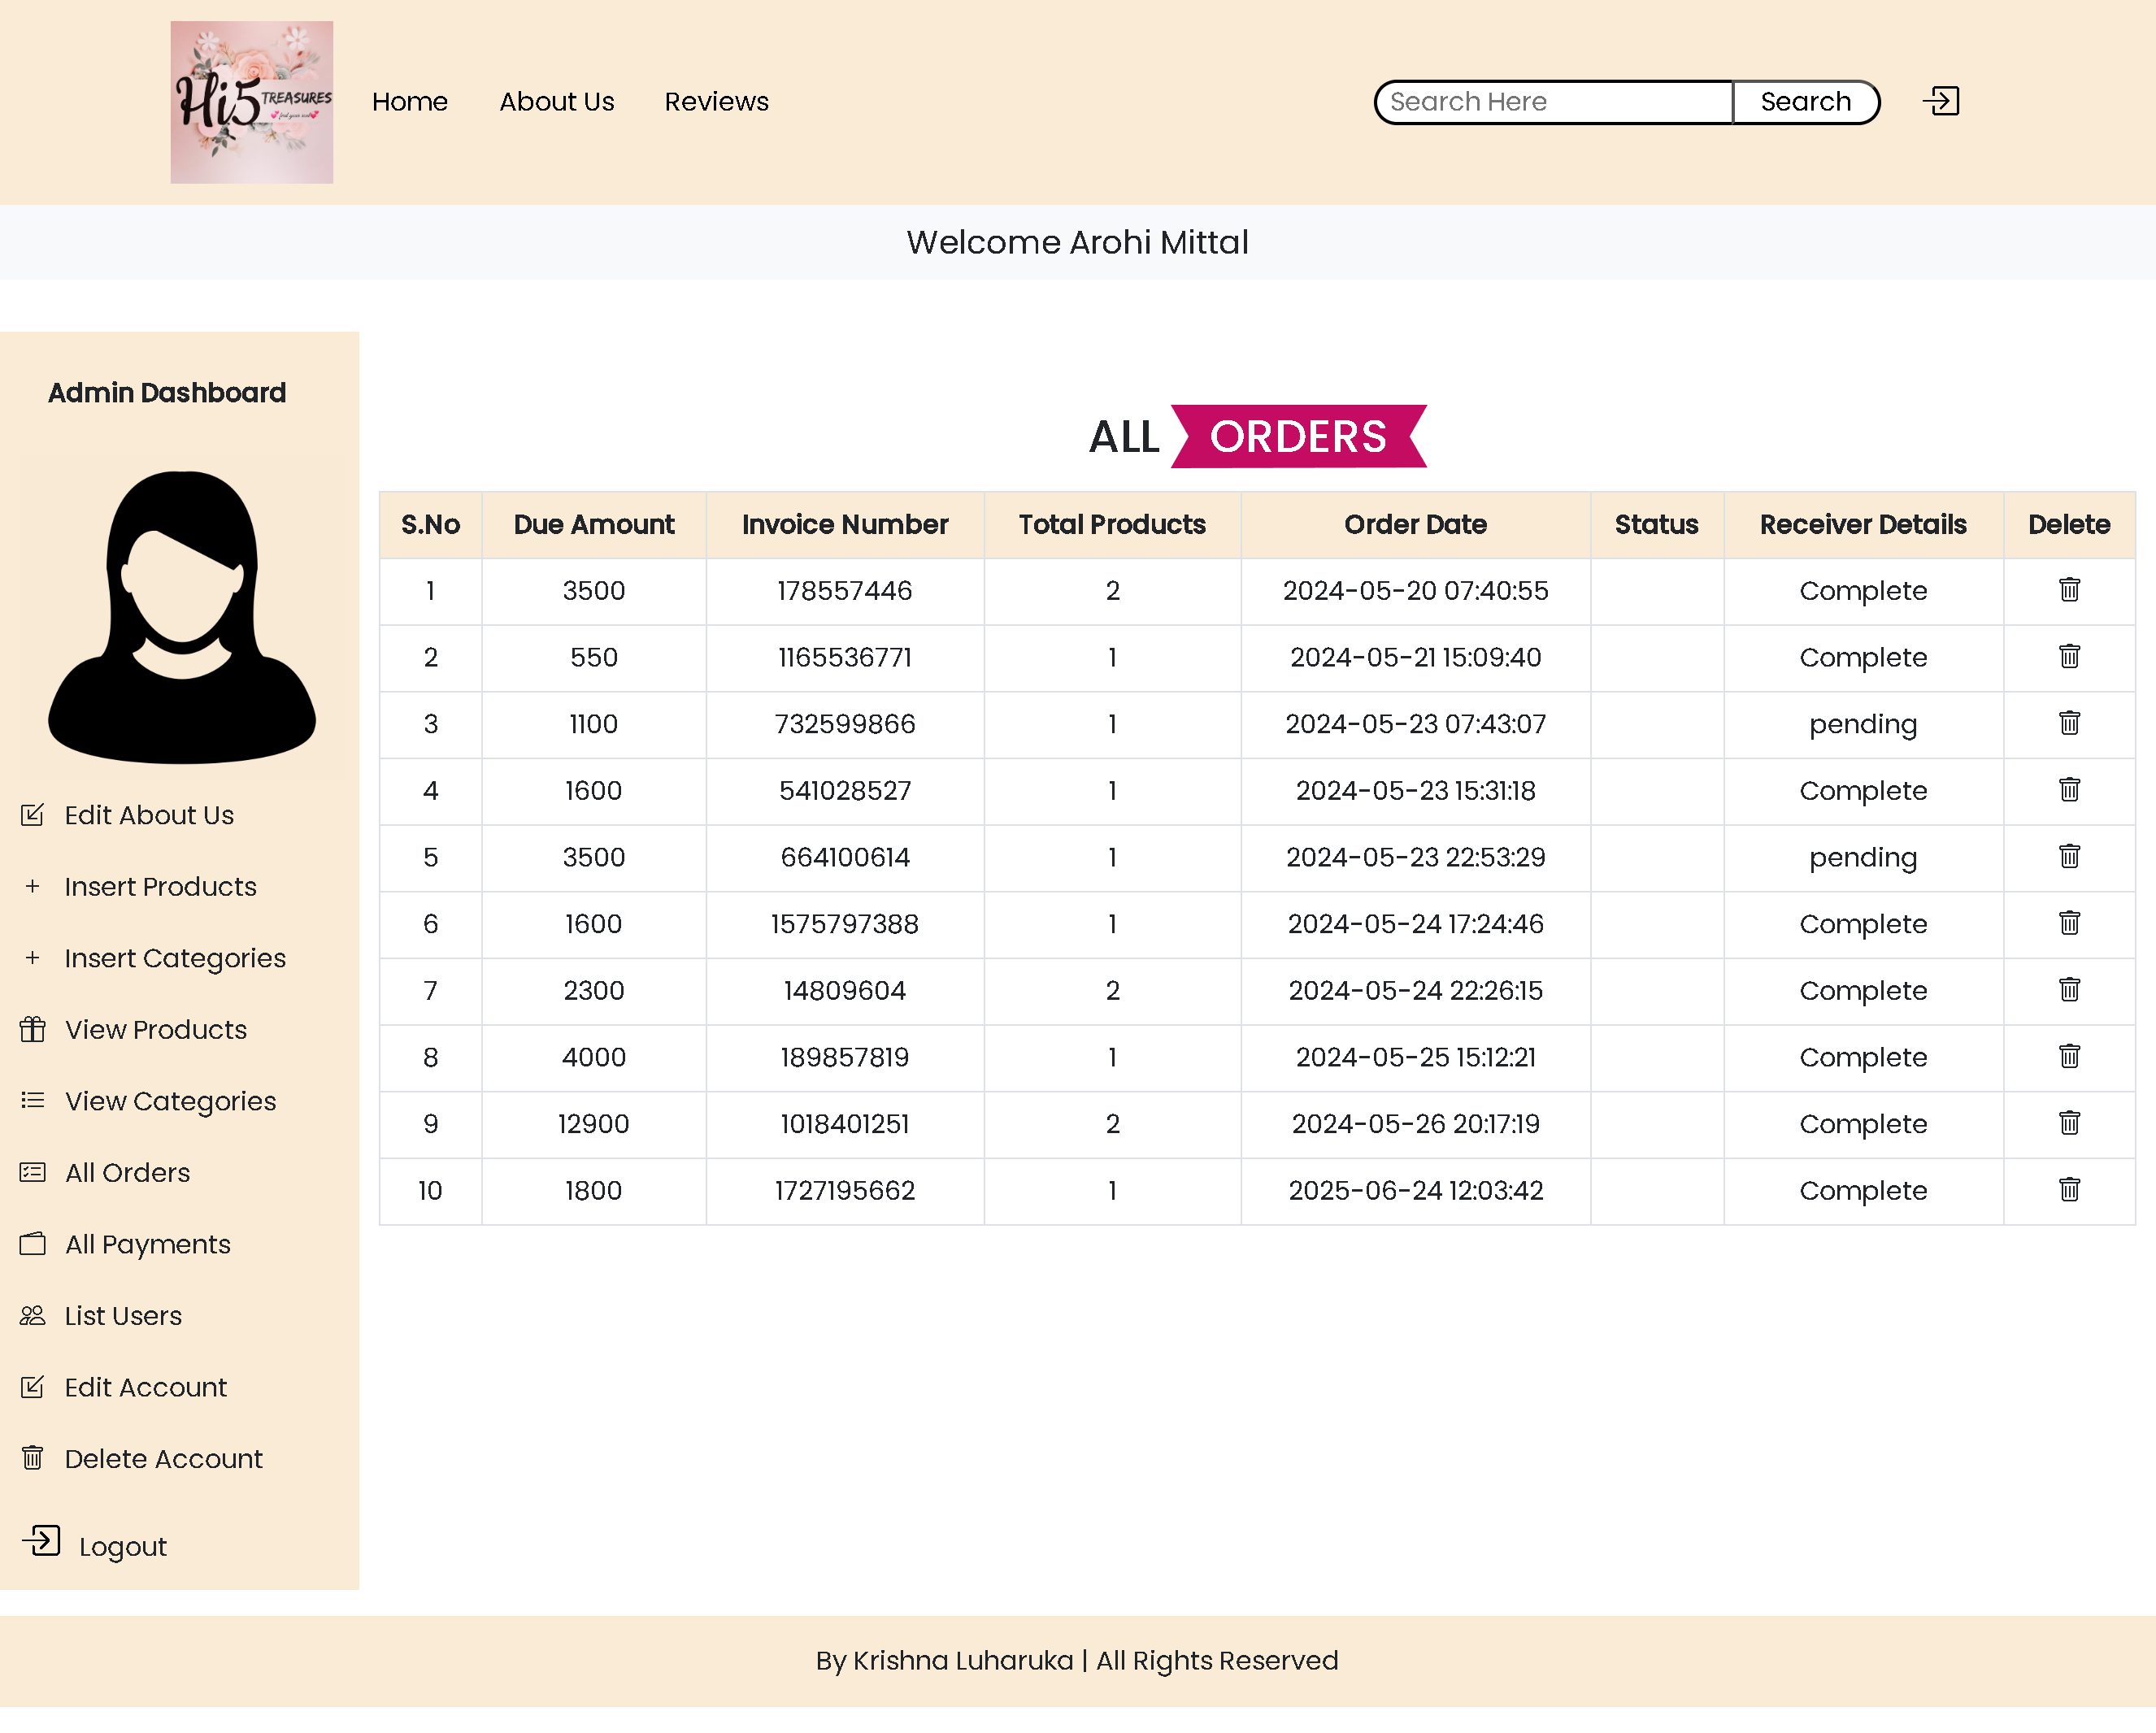 Hi5 TREASURES
find your soul
Home About Us Reviews Search Here Search
Welcome Arohi Mittal
Admin Dashboard
Edit About Us
Insert Products
Insert Categories
View Products
View Categories
All Orders
All Payments
List Users
Edit Account
Delete Account
Logout
ALL ORDERS
S.No Due Amount Invoice Number Total Products Order Date Status Receiver Details Delete
1 3500 178557446 2 2024-05-20 07:40:55 Complete
2 550 1165536771 1 2024-05-21 15:09:40 Complete
3 1100 732599866 1 2024-05-23 07:43:07 pending
4 1600 541028527 1 2024-05-23 15:31:18 Complete
5 3500 664100614 1 2024-05-23 22:53:29 pending
6 1600 1575797388 1 2024-05-24 17:24:46 Complete
7 2300 14809604 2 2024-05-24 22:26:15 Complete
8 4000 189857819 1 2024-05-25 15:12:21 Complete
9 12900 1018401251 2 2024-05-26 20:17:19 Complete
10 1800 1727195662 1 2025-06-24 12:03:42 Complete
By Krishna Luharuka | All Rights Reserved